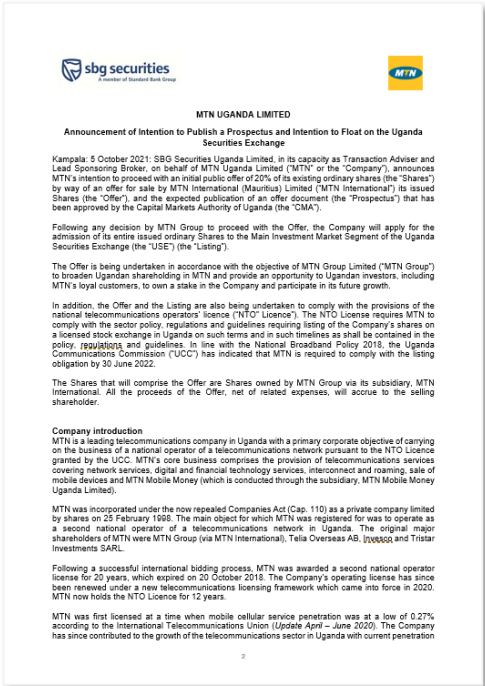 sbg securities
A member of Standard Bank Group
MTN
MTN UGANDA LIMITED
Announcement of Intention to Publish a Prospectus and Intention to Float on the Uganda
Securities Exchange
Kampala: 5 October 2021: SBG Securities Uganda Limited, in its capacity as Transaction Adviser and
Lead Sponsoring Broker, on behalf of MTN Uganda Limited ("MTN" or the "Company"), announces
MTN's intention to proceed with an initial public offer of 20% of its existing ordinary shares (the "Shares")
by way of an offer for sale by MTN International (Mauritius) Limited ("MTN International") its issued
Shares (the "Offer"), and the expected publication of an offer document (the "Prospectus") that has
been approved by the Capital Markets Authority of Uganda (the "CMA").
Following any decision by MTN Group to proceed with the Offer, the Company will apply for the
admission of its entire issued ordinary Shares to the Main Investment Market Segment of the Uganda
Securities Exchange (the "USE") (the "Listing").
The Offer is being undertaken in accordance with the objective of MTN Group Limited ("MTN Group")
to broaden Ugandan shareholding in MTN and provide an opportunity to Ugandan investors, including
MTN's loyal customers, to own a stake in the Company and participate in its future growth.
In addition, the Offer and the Listing are also being undertaken to comply with the provisions of the
national telecommunications operators' licence ("NTO" Licence"). The NTO License requires MTN to
comply with the sector policy, regulations and guidelines requiring listing of the Company's shares on
a licensed stock exchange in Uganda on such terms and in such timelines as shall be contained in the
policy, regulations and guidelines. In line with the National Broadband Policy 2018, the Uganda
Communications Commission ("UCC") has indicated that MTN is required to comply with the listing
obligation by 30 June 2022.
The Shares that will comprise the Offer are Shares owned by MTN Group via its subsidiary, MTN
International. All the proceeds of the Offer, net of related expenses, will accrue to the selling
shareholder.
Company introduction
MTN is a leading telecommunications company in Uganda with a primary corporate objective of carrying
on the business of a national operator of a telecommunications network pursuant to the NTO Licence
granted by the UCC. MTN's core business comprises the provision of telecommunications services
covering network services, digital and financial technology services, interconnect and roaming, sale of
mobile devices and MTN Mobile Money (which is conducted through the subsidiary, MTN Mobile Money
Uganda Limited).
MTN was incorporated under the now repealed Companies Act (Cap. 110) as a private company limited
by shares on 25 February 1998. The main object for which MTN was registered for was to operate as
a second national operator of a telecommunications network in Uganda. The original major
shareholders of MTN were MTN Group (via MTN International), Telia Overseas AB, Invesco and Tristar
Investments SARL.
Following a successful international bidding process, MTN was awarded a second national operator
license for 20 years, which expired on 20 October 2018. The Company's operating license has since
been renewed under a new telecommunications licensing framework which came into force in 2020.
MTN now holds the NTO Licence for 12 years.
MTN was first licensed at a time when mobile cellular service penetration was at a low of 0.27%
according to the International Telecommunications Union (Update April – June 2020). The Company
has since contributed to the growth of the telecommunications sector in Uganda with current penetration
2